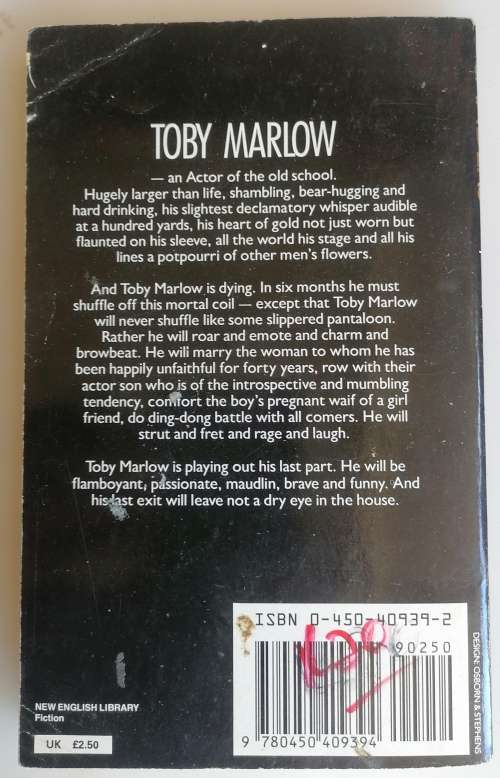 TOBY MARLOW
— an Actor of the old school.
Hugely larger than life, shambling, bear-hugging and
hard drinking, his slightest declamatory whisper audible
at a hundred yards, his heart of gold not just worn but
flaunted on his sleeve, all the world his stage and all his
lines a potpourri of other men's flowers.
And Toby Marlow is dying. In six months he must
shuffle off this mortal coil — except that Toby Marlow
will never shuffle like some slippered pantaloon.
Rather he will roar and emote and charm and
browbeat. He will marry the woman to whom he has
been happily unfaithful for forty years, row with their
actor son who is of the introspective and mumbling
tendency, comfort the boy's pregnant waif of a girl
friend, do ding-dong battle with all comers. He will
strut and fret and rage and laugh.
Toby Marlow is playing out his last part. He will be
flamboyant, passionate, maudlin, brave and funny. And
his last exit will leave not a dry eye in the house.
ISBN 0-450-40939-2
90250
9 780450 409394
DESIGN: OSBORN & STEPHENS
NEW ENGLISH LIBRARY
Fiction
UK £2.50